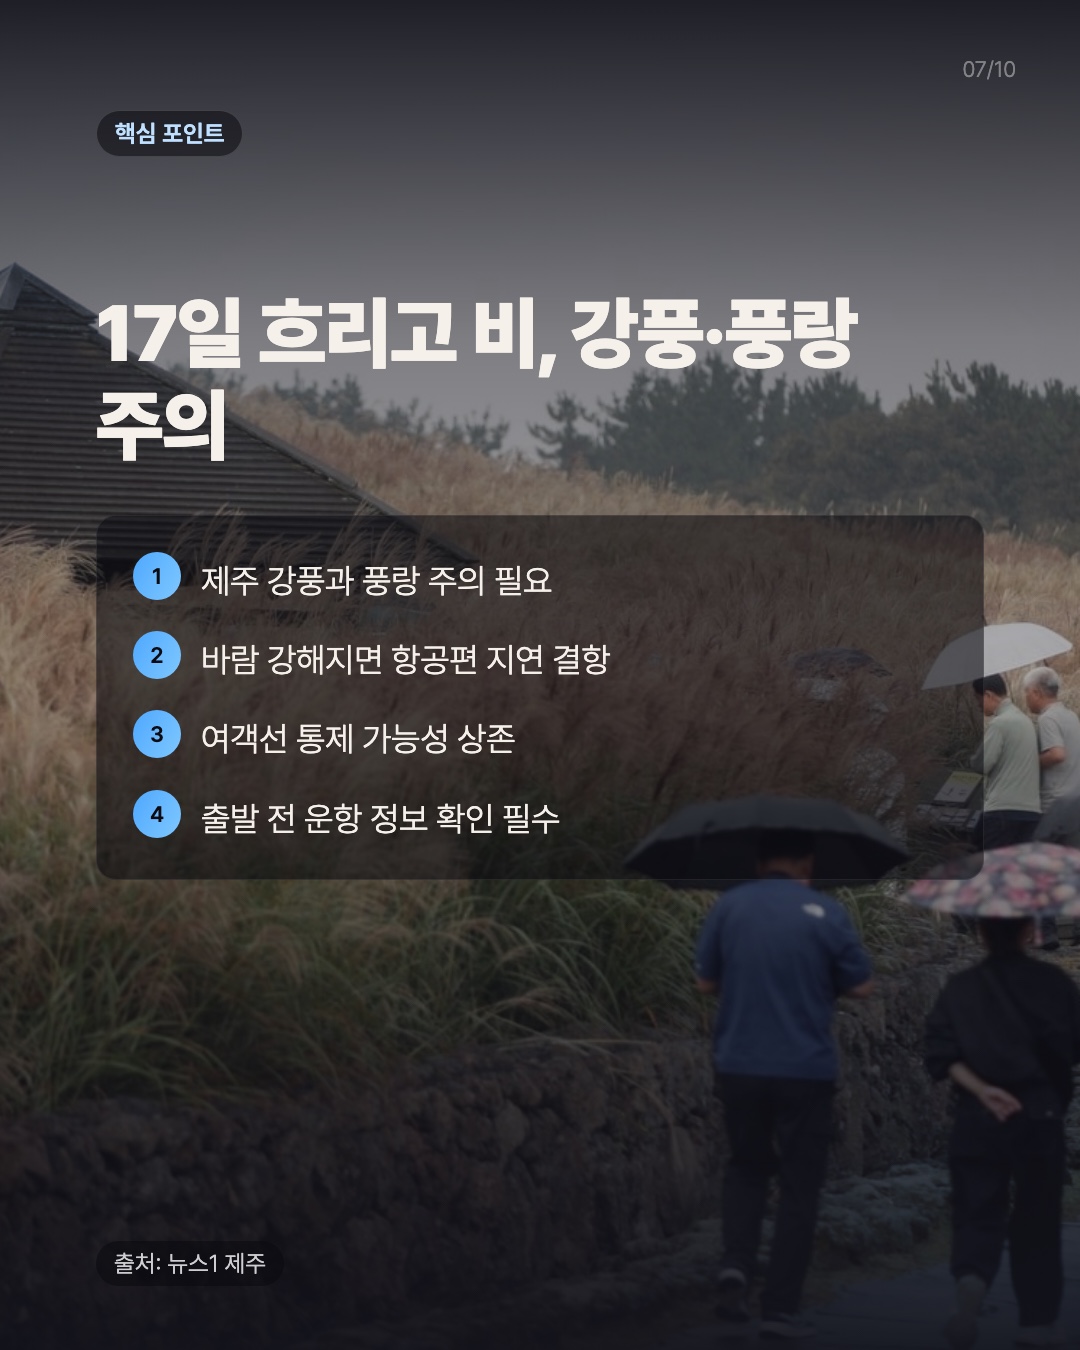 07/10
핵심 포인트
17일 흐리고 비, 강풍·풍랑
주의
1 제주 강풍과 풍랑 주의 필요
2 바람 강해지면 항공편 지연 결항
3 여객선 통제 가능성 상존
4 출발 전 운항 정보 확인 필수
출처: 뉴스1 제주